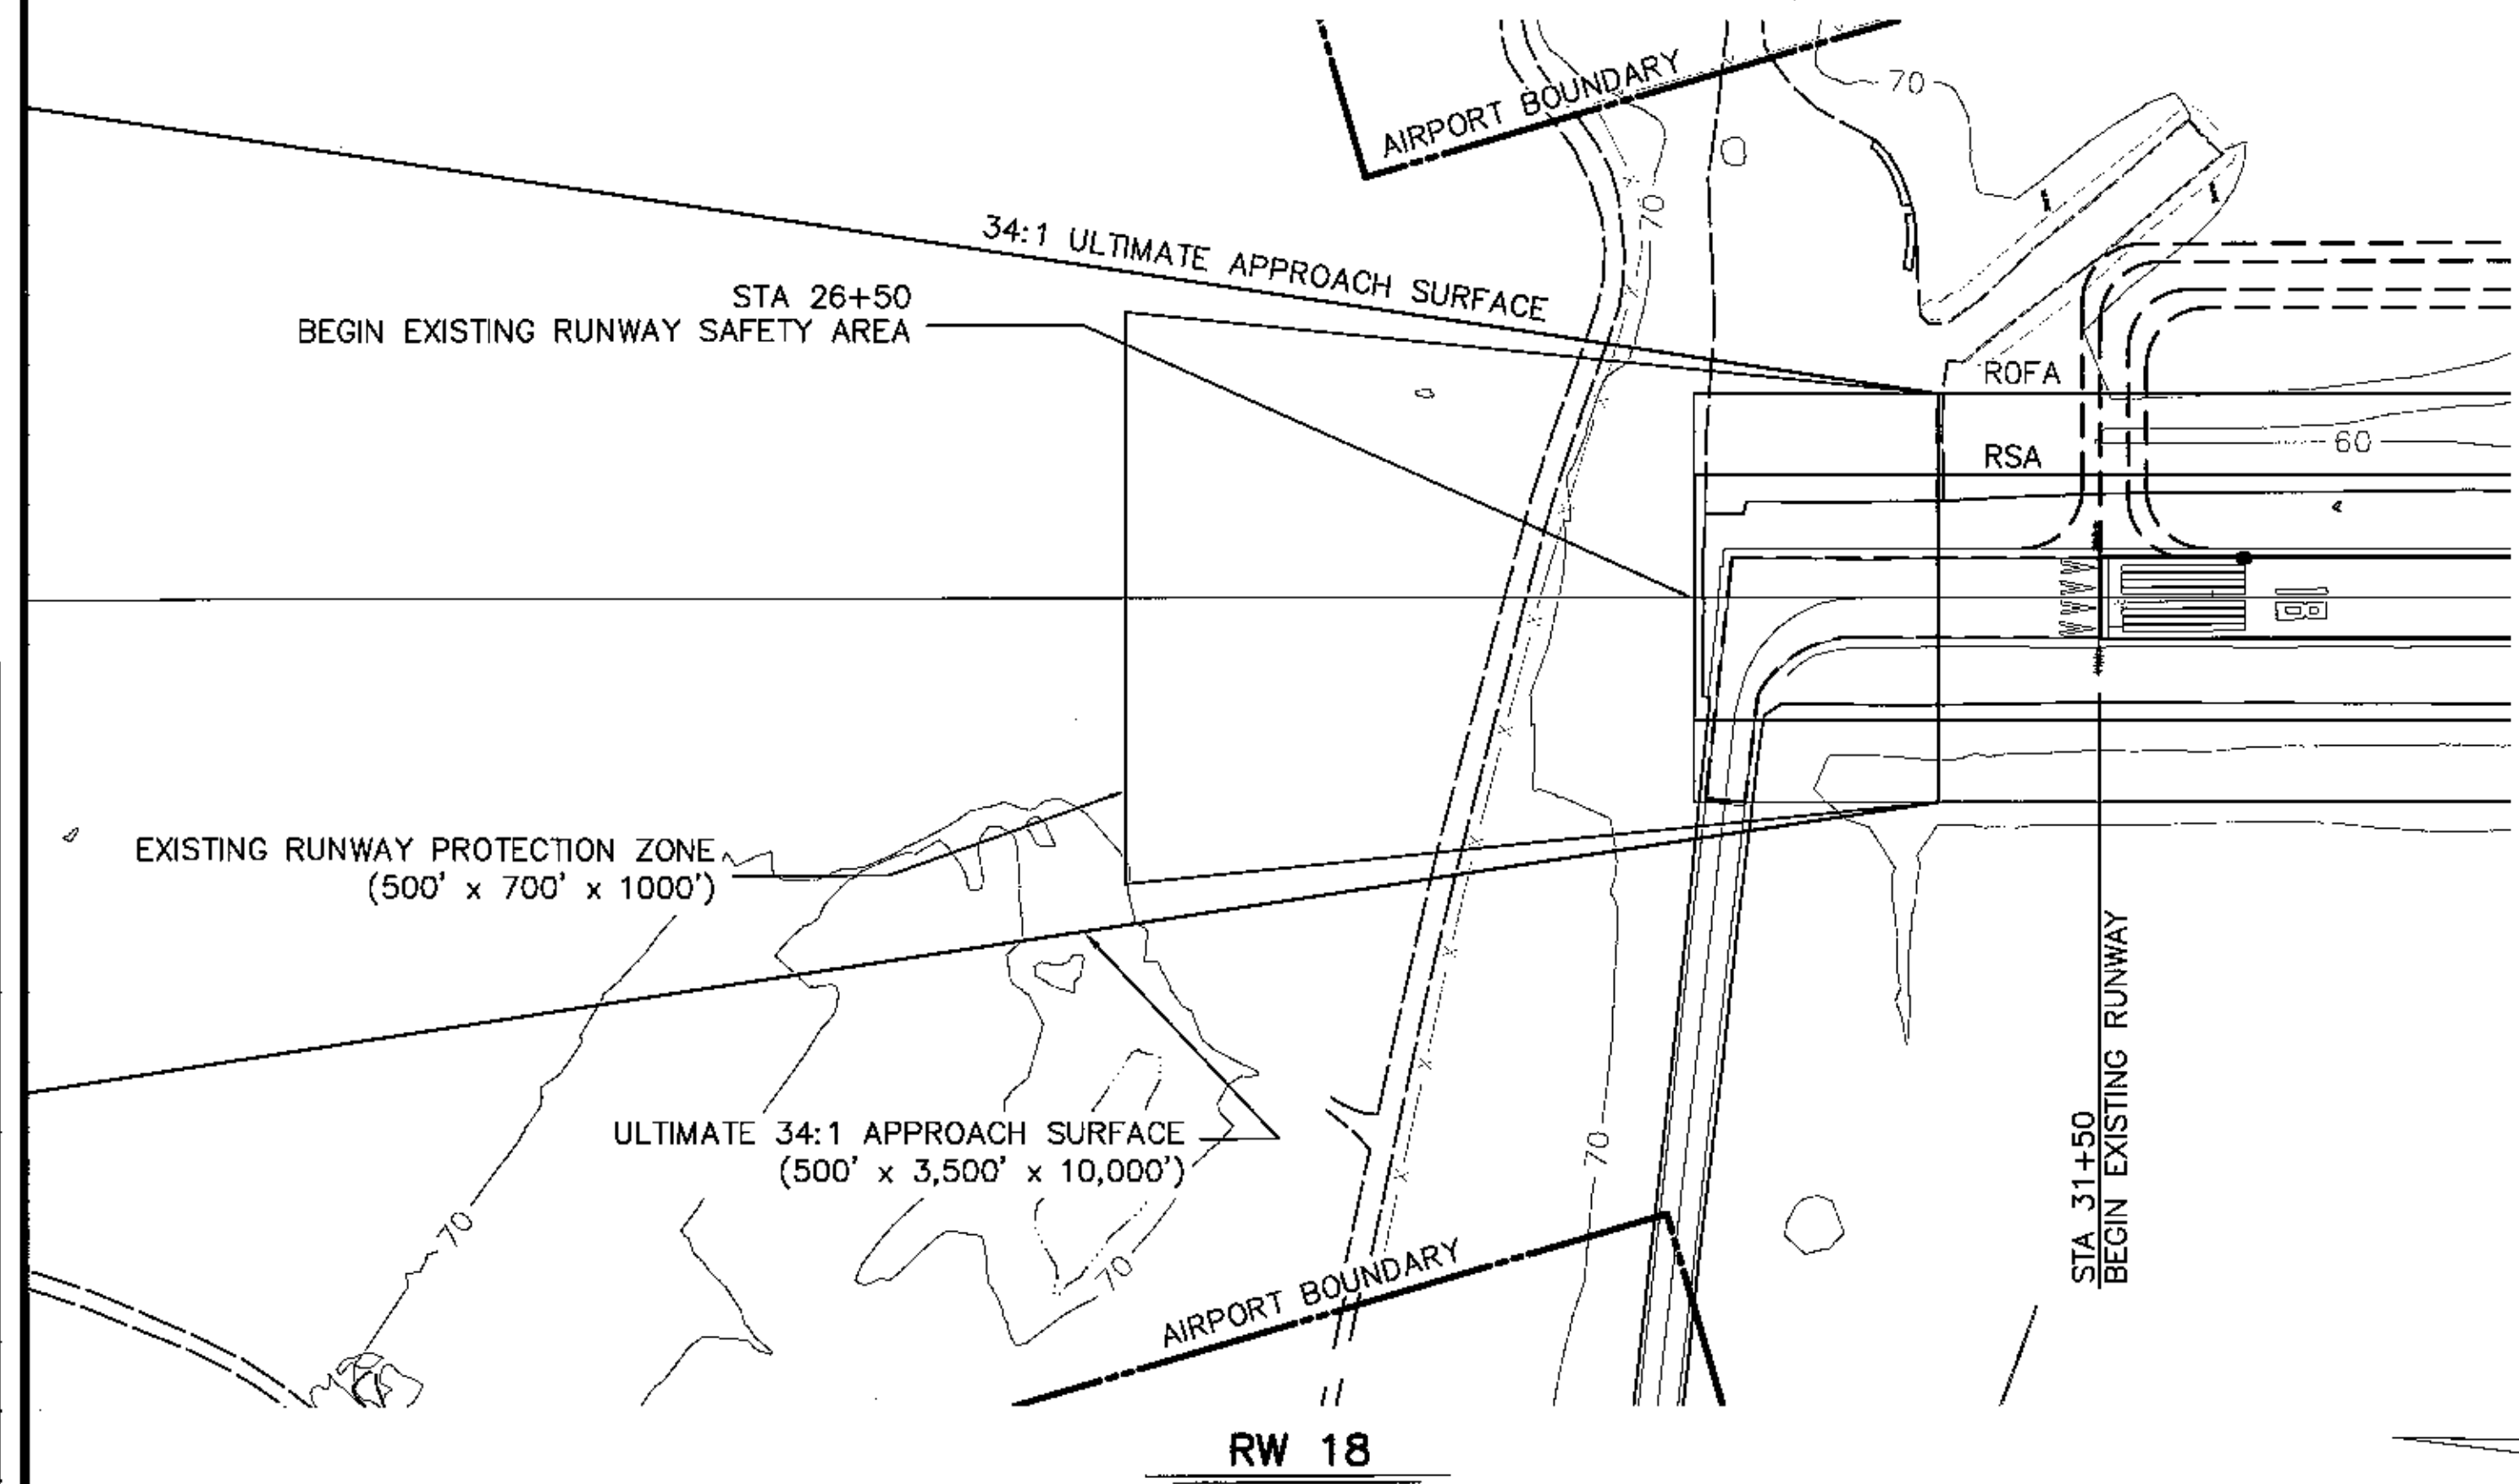 AIRPORT BOUNDARY
70
34:1 ULTIMATE APPROACH SURFACE
70
STA 26+50
BEGIN EXISTING RUNWAY SAFETY AREA
ROFA
RSA
60
18
EXISTING RUNWAY PROTECTION ZONE
(500' x 700' x 1000')
ULTIMATE 34:1 APPROACH SURFACE
(500' x 3,500' x 10,000')
70
STA 31+50
BEGIN EXISTING RUNWAY
70
70
AIRPORT BOUNDARY
RW 18